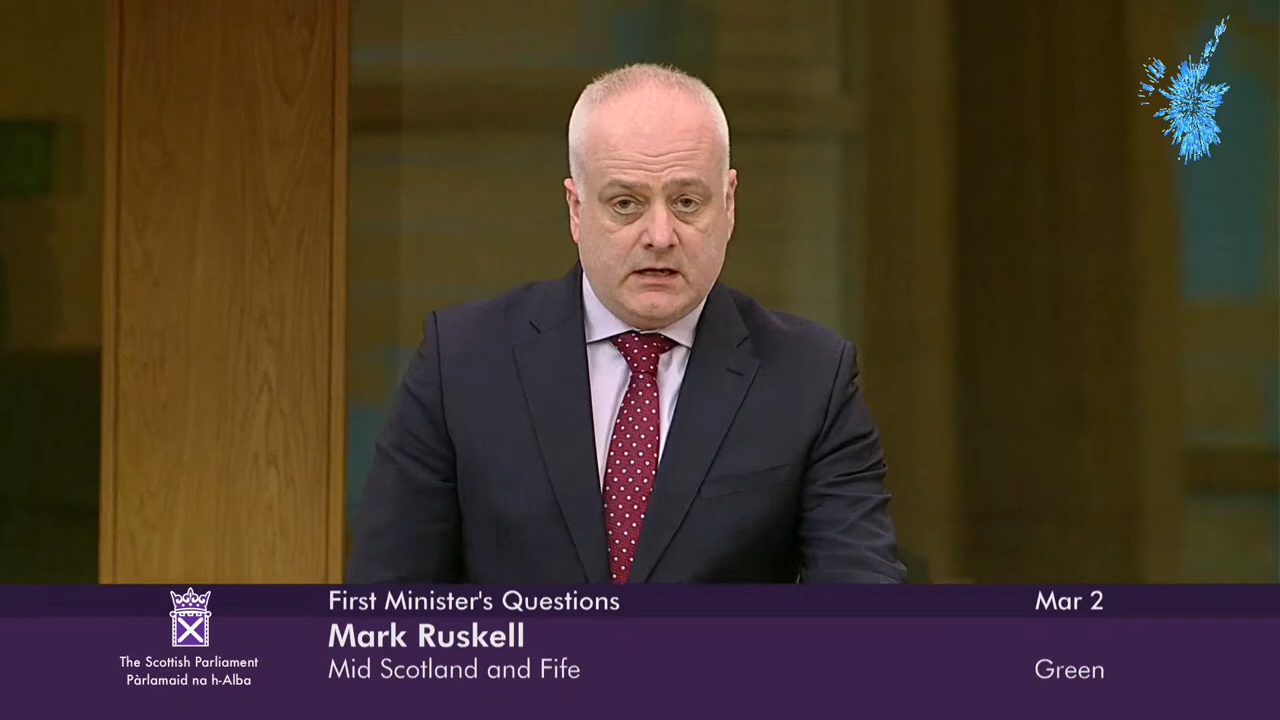 First Minister's Questions
Mar 2
Mark Ruskell
Mid Scotland and Fife
Green
The Scottish Parliament
Pàrlamaid na h-Alba